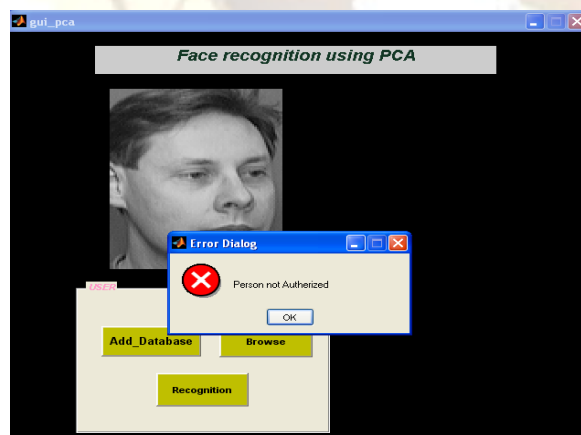 gui_pca
Face recognition using PCA
Error Dialog
Person not Autherized
OK
USER
Add_Database
Browse
Recognition